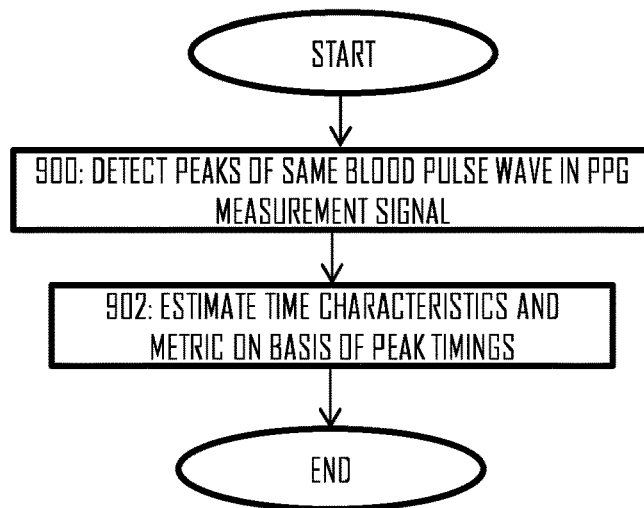 START
900: DETECT PEAKS OF SAME BLOOD PULSE WAVE IN PPG
MEASUREMENT SIGNAL
902: ESTIMATE TIME CHARACTERISTICS AND
METRIC ON BASIS OF PEAK TIMINGS
END